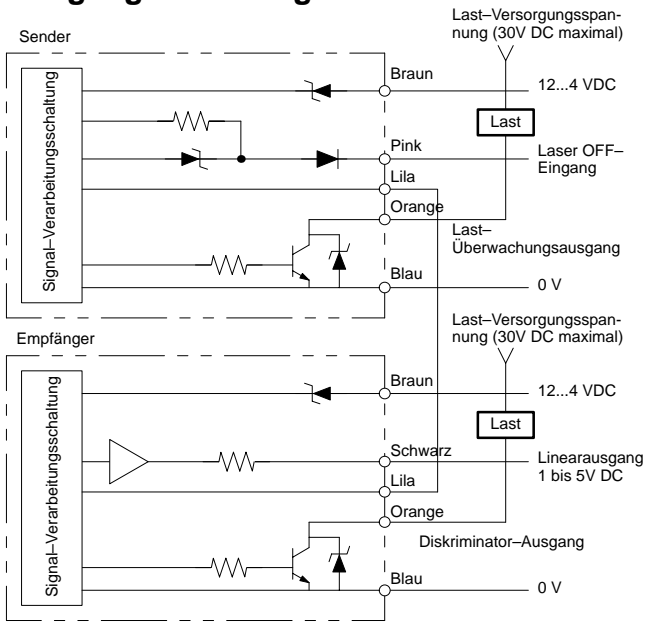 Last–Versorgungsspan-
nung (30V DC maximal)
Sender
Braun
12...4 VDC
Last
Pink
Laser OFF–
Eingang
Lila
Orange
Last–
Überwachungsausgang
Signal–Verarbeitungsschaltung
Blau
0 V
Last–Versorgungsspan-
nung (30V DC maximal)
Empfänger
Braun
12...4 VDC
Last
Schwarz
Linearausgang
1 bis 5V DC
Lila
Orange
Diskriminator–Ausgang
Signal–Verarbeitungsschaltung
Blau
0 V